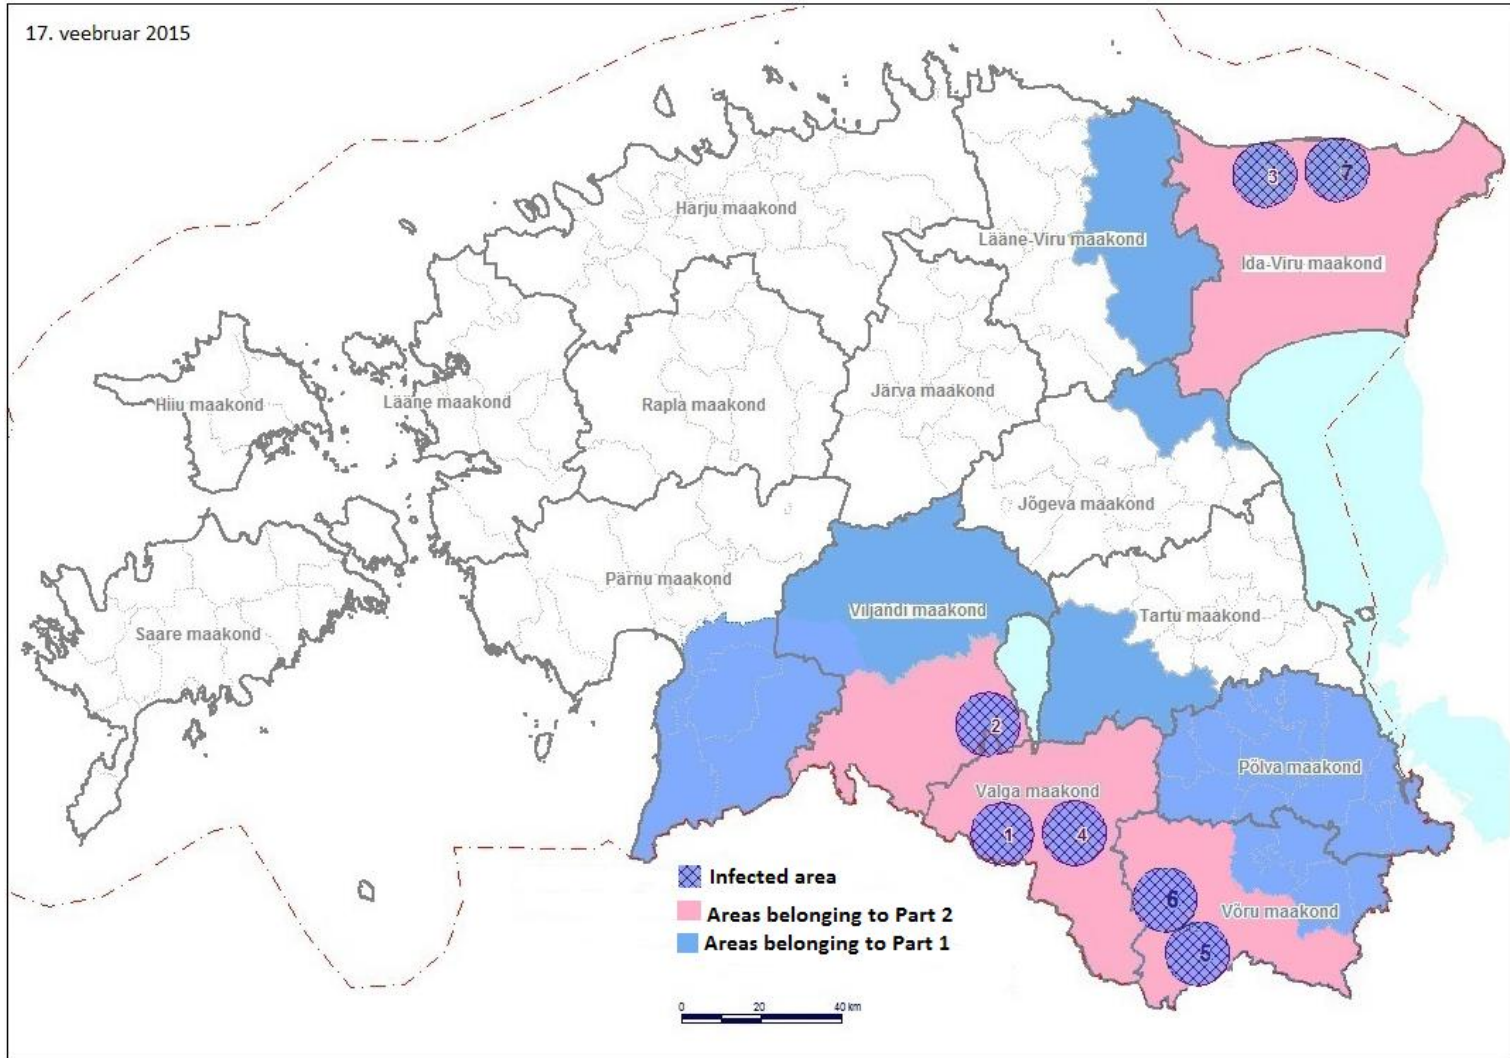 17. veebruar 2015
3
7
Harju maakond
Lääne-Viru maakond
Ida-Viru maakond
Hiiu maakond
Lääne maakond
Rapla maakond
Järva maakond
Jõgeva maakond
Pärnu maakond
Viljandi maakond
Tartu maakond
Saare maakond
2
Põlva maakond
Valga maakond
1
4
6
Võru maakond
5
Infected area
Areas belonging to Part 2
Areas belonging to Part 1
0 20 40 km